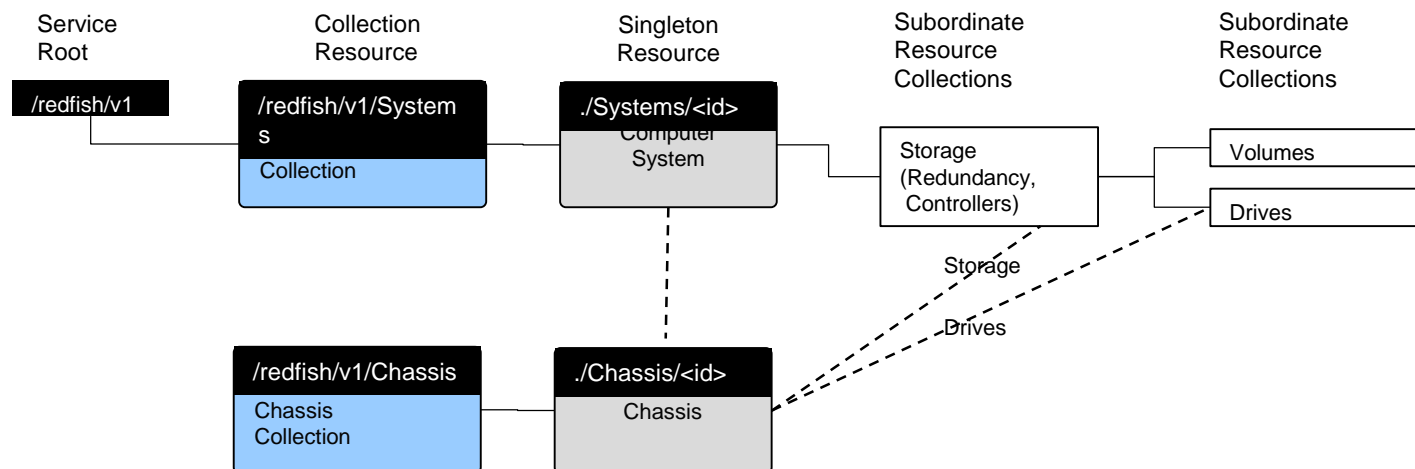 Service
Root
Collection
Resource
Singleton
Resource
Subordinate
Resource
Collections
Subordinate
Resource
Collections
/redfish/v1
/redfish/v1/System
s
Collection
./Systems/<id>
Computer
System
Storage
(Redundancy,
Controllers)
Volumes
Drives
Storage
Drives
/redfish/v1/Chassis
Chassis
Collection
./Chassis/<id>
Chassis